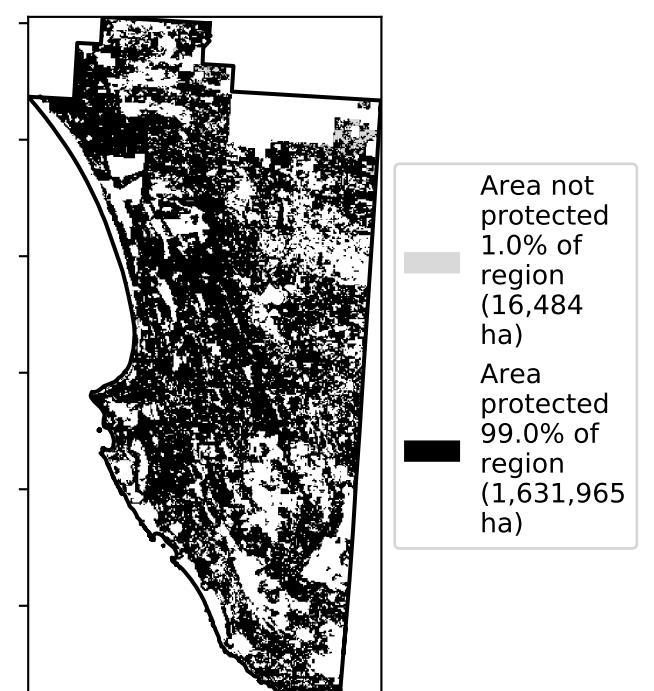 Area not
protected
1.0% of
region
(16,484
ha)
Area
protected
99.0% of
region
(1,631,965
ha)